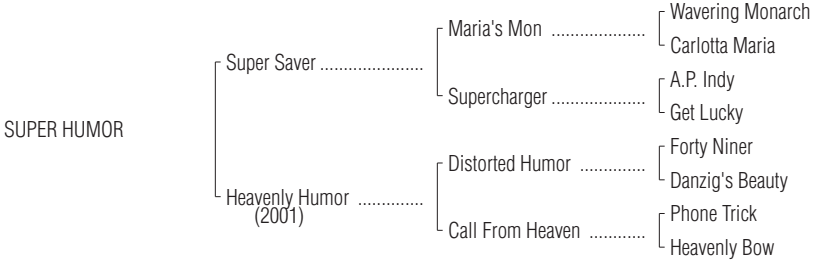 Wavering Monarch
Maria's Mon .....................
Carlotta Maria
Super Saver ......................
A.P. Indy
Supercharger .....................
Get Lucky
SUPER HUMOR
Forty Niner
Distorted Humor ..............
Danzig's Beauty
Heavenly Humor ..............
(2001)
Phone Trick
Call From Heaven ............
Heavenly Bow